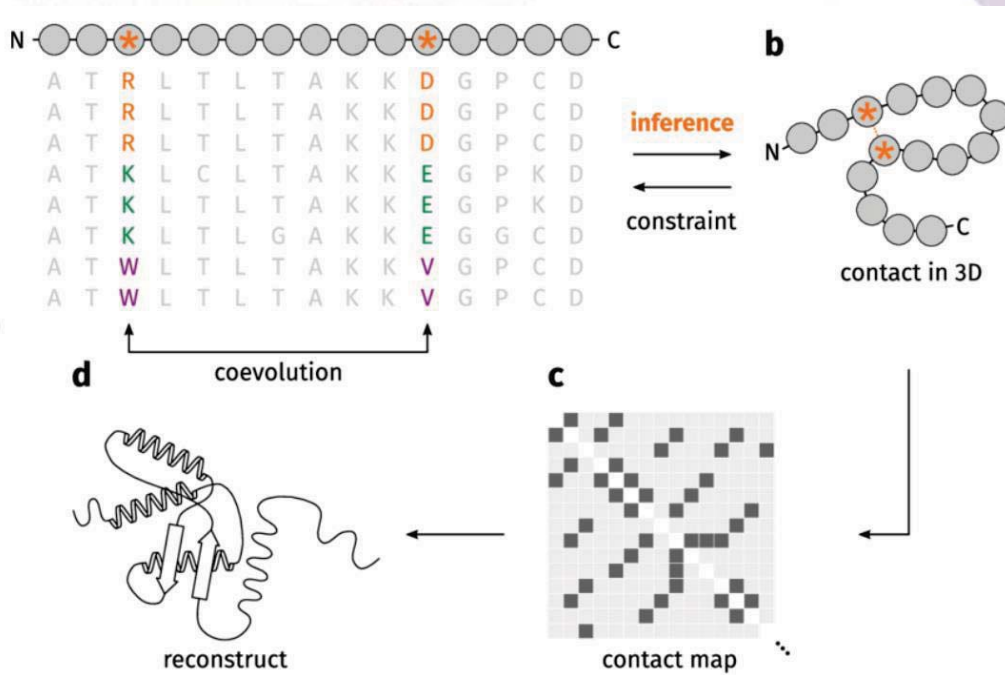 N * * C
A T R L T L T A K K D G P C D
A T R L T L T A K K D G P C D
A T R L T L T A K K D G P C D
A T K L C L T A K K E G P K D
A T K L T L T A K K E G P K D
A T K L T L G A K K E G G C D
A T W L T L T A K K V G P C D
A T W L T L T A K K V G P C D
coevolution
inference
constraint
b
N * * C
contact in 3D
d
reconstruct
c
contact map